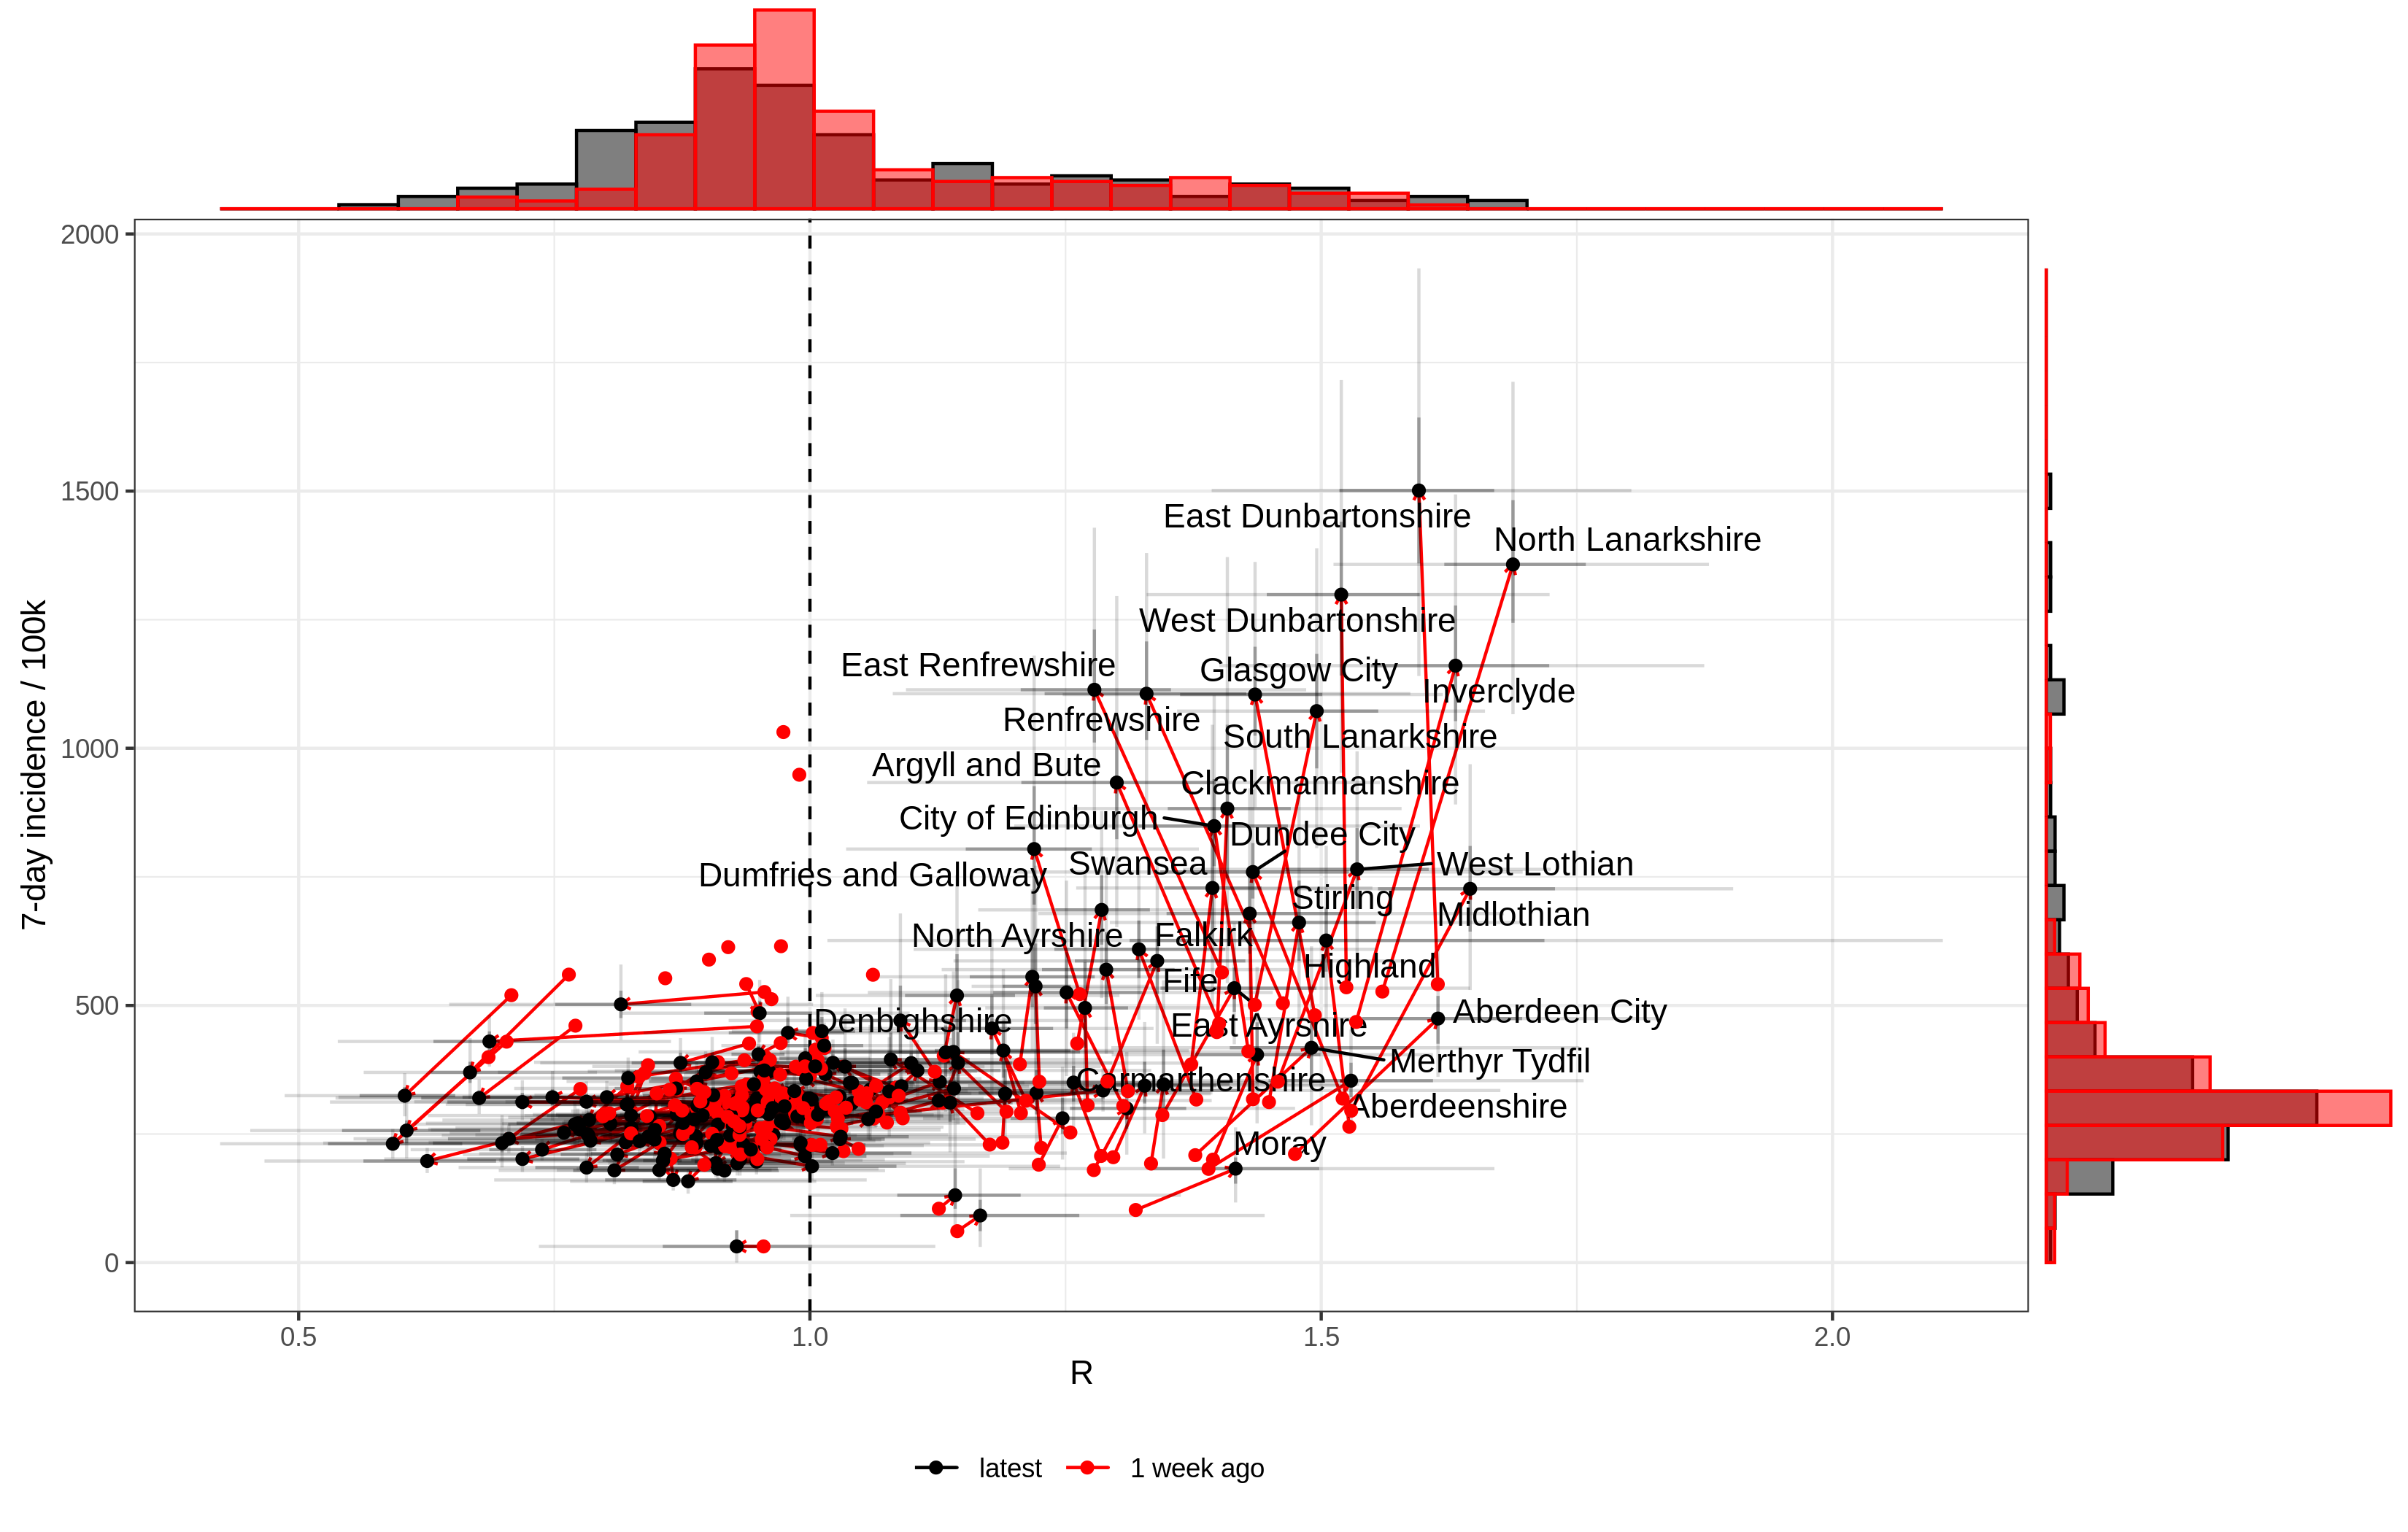 2000
1500
1000
500
0
7-day incidence / 100k
East Dunbartonshire
North Lanarkshire
West Dunbartonshire
East Renfrewshire
Glasgow City
Inverclyde
Renfrewshire
South Lanarkshire
Argyll and Bute
Clackmannanshire
City of Edinburgh
Dundee City
Swansea
West Lothian
Dumfries and Galloway
Stirling
Midlothian
North Ayrshire
Falkirk
Highland
Fife
Aberdeen City
Denbighshire
East Ayrshire
Merthyr Tydfil
Carmarthenshire
Aberdeenshire
Moray
0.5
1.0
1.5
2.0
R
latest
1 week ago